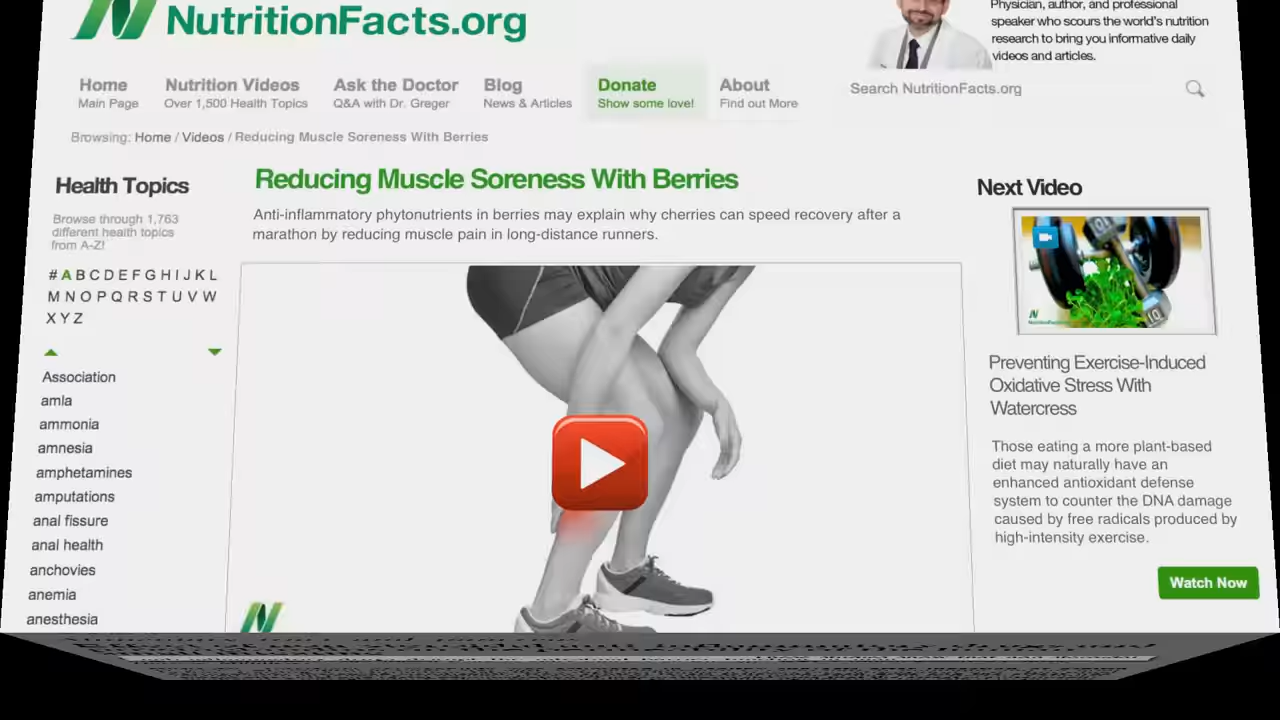 NutritionFacts.org
Physician, author, and professional
speaker who scours the world's nutrition
research to bring you informative daily
videos and articles.
Home
Main Page
Nutrition Videos
Over 1,500 Health Topics
Ask the Doctor
Q&A with Dr. Greger
Blog
News & Articles
Donate
Show some love!
About
Find out More
Search NutritionFacts.org
Browsing: Home / Videos / Reducing Muscle Soreness With Berries
Health Topics
Browse through 1,763
different health topics
from A-Z!
# A B C D E F G H I J K L
M N O P Q R S T U V W
X Y Z
Association
amla
ammonia
amnesia
amphetamines
amputations
anal fissure
anal health
anchovies
anemia
anesthesia
Reducing Muscle Soreness With Berries
Anti-inflammatory phytonutrients in berries may explain why cherries can speed recovery after a
marathon by reducing muscle pain in long-distance runners.
Next Video
10
Preventing Exercise-Induced
Oxidative Stress With
Watercress
Those eating a more plant-based
diet may naturally have an
enhanced antioxidant defense
system to counter the DNA damage
caused by free radicals produced by
high-intensity exercise.
Watch Now